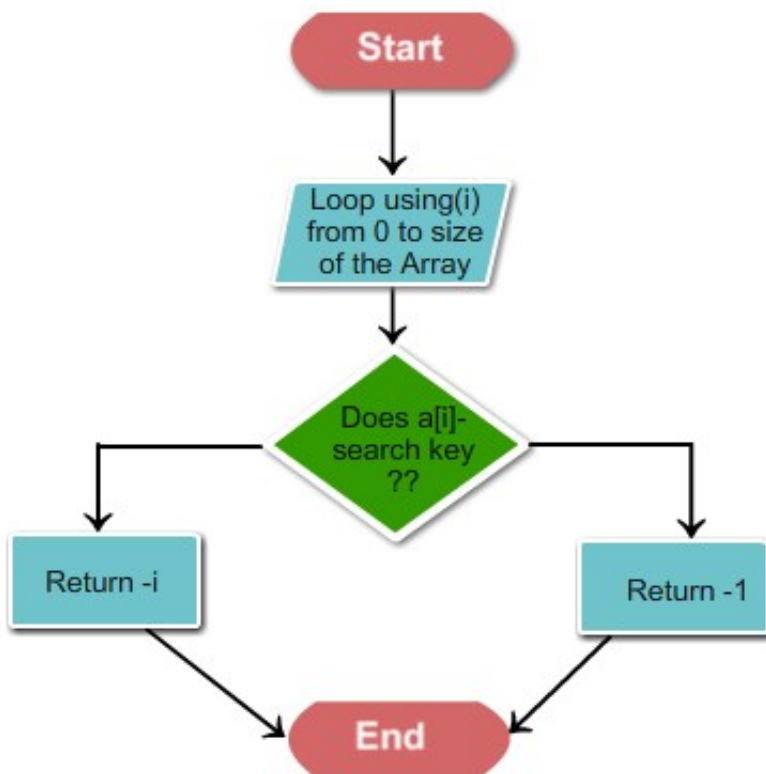 Start
Loop using(i)
from 0 to size
of the Array
Does a[i]-
search key
??
Return -i
Return -1
End